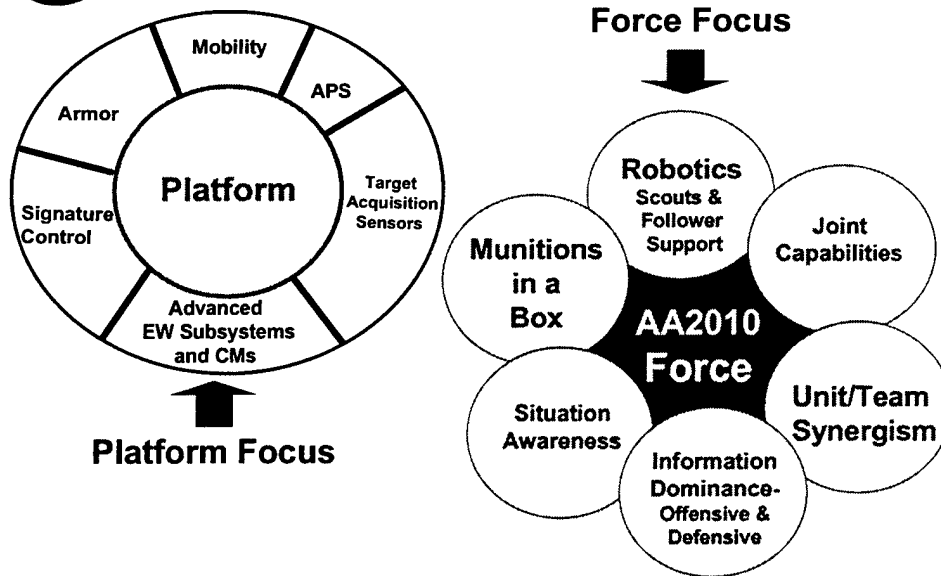 Mobility
APS
Armor
Platform
Target
Acquisition
Sensors
Signature
Control
Advanced
EW Subsystems
and CMs
Platform Focus
Force Focus
Robotics
Scouts &
Follower
Support
Joint
Capabilities
Munitions
in a
Box
AA2010
Force
Unit/Team
Synergism
Situation
Awareness
Information
Dominance-
Offensive &
Defensive